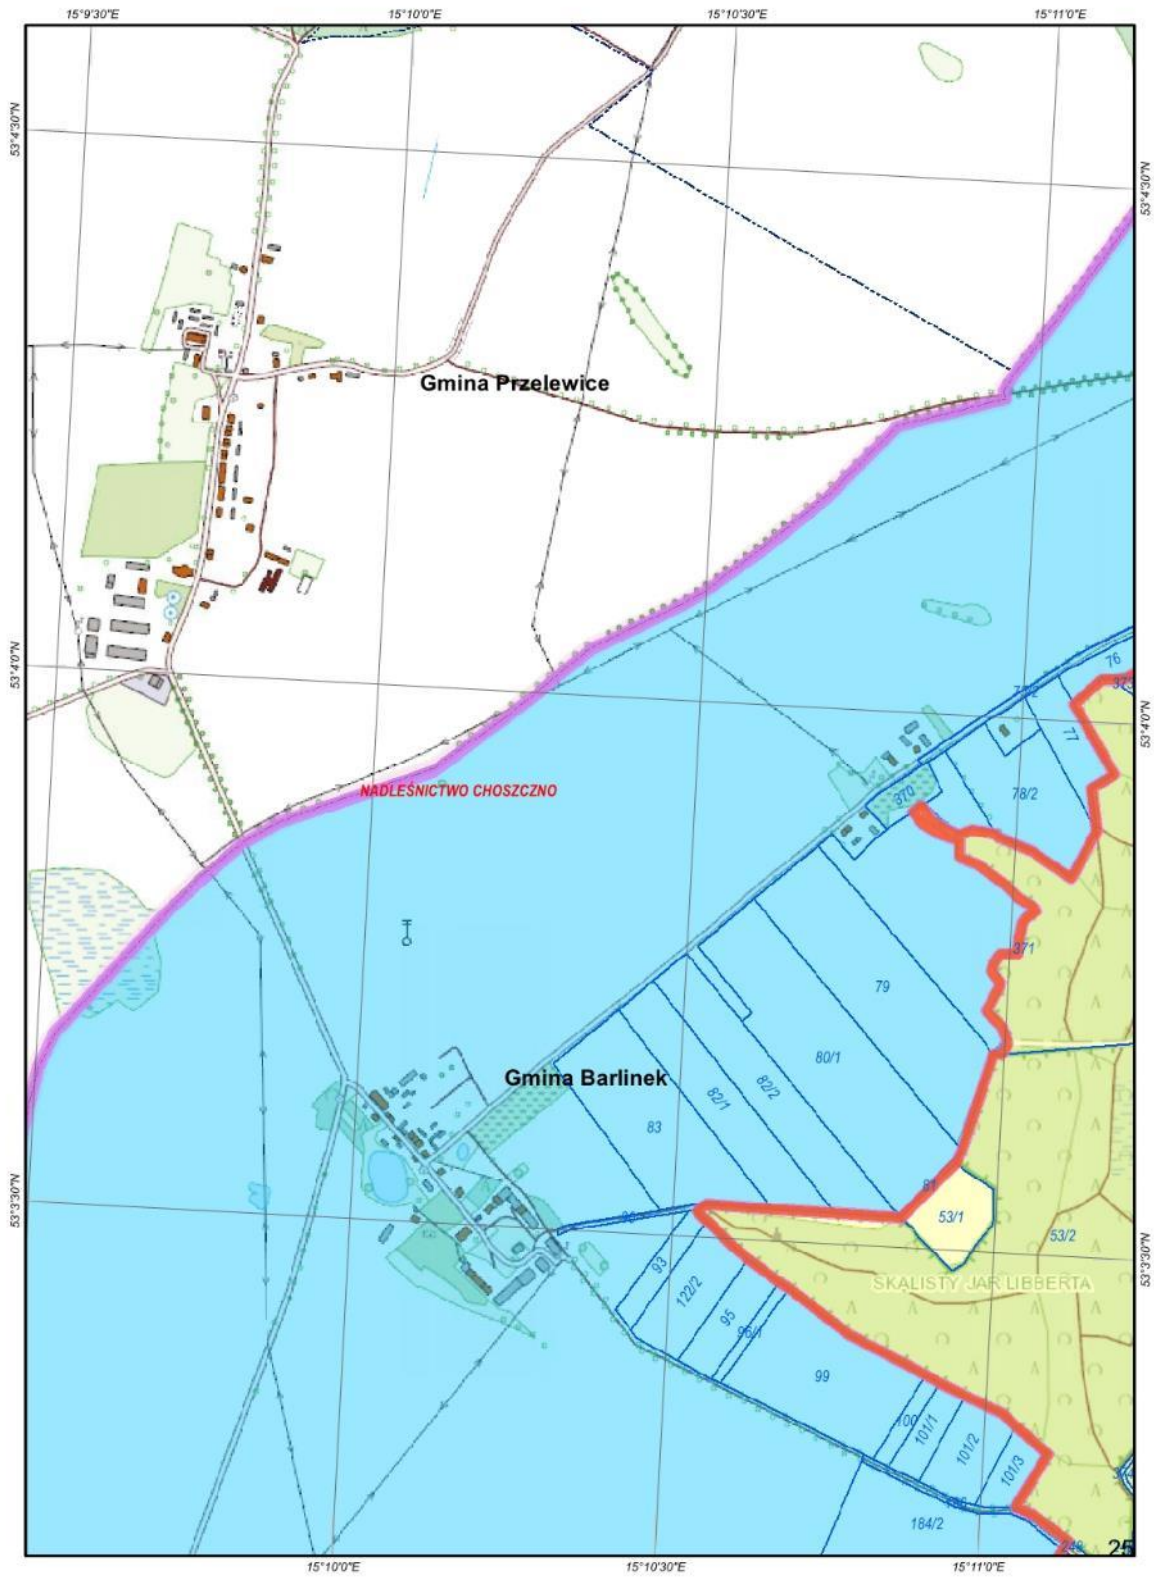 15°9'30"E 15°10'0"E 15°10'30"E 15°11'0"E
53°4'30"N
53°4'30"N
Gmina Przelewice
53°4'0"N
76
373
53°4'0"N
77
NADLEŚNICTWO CHOSZCZNO
370
78/2
371
79
80/1
Gmina Barlinek
82/2
82/1
83
81
53°3'30"N
53/1
53/2
53°3'30"N
93
SKALISTY JAR LIBBERTA
122/2
95
96/1
99
100
101/1
101/2
101/3
184/2
249
25
15°10'0"E 15°10'30"E 15°11'0"E